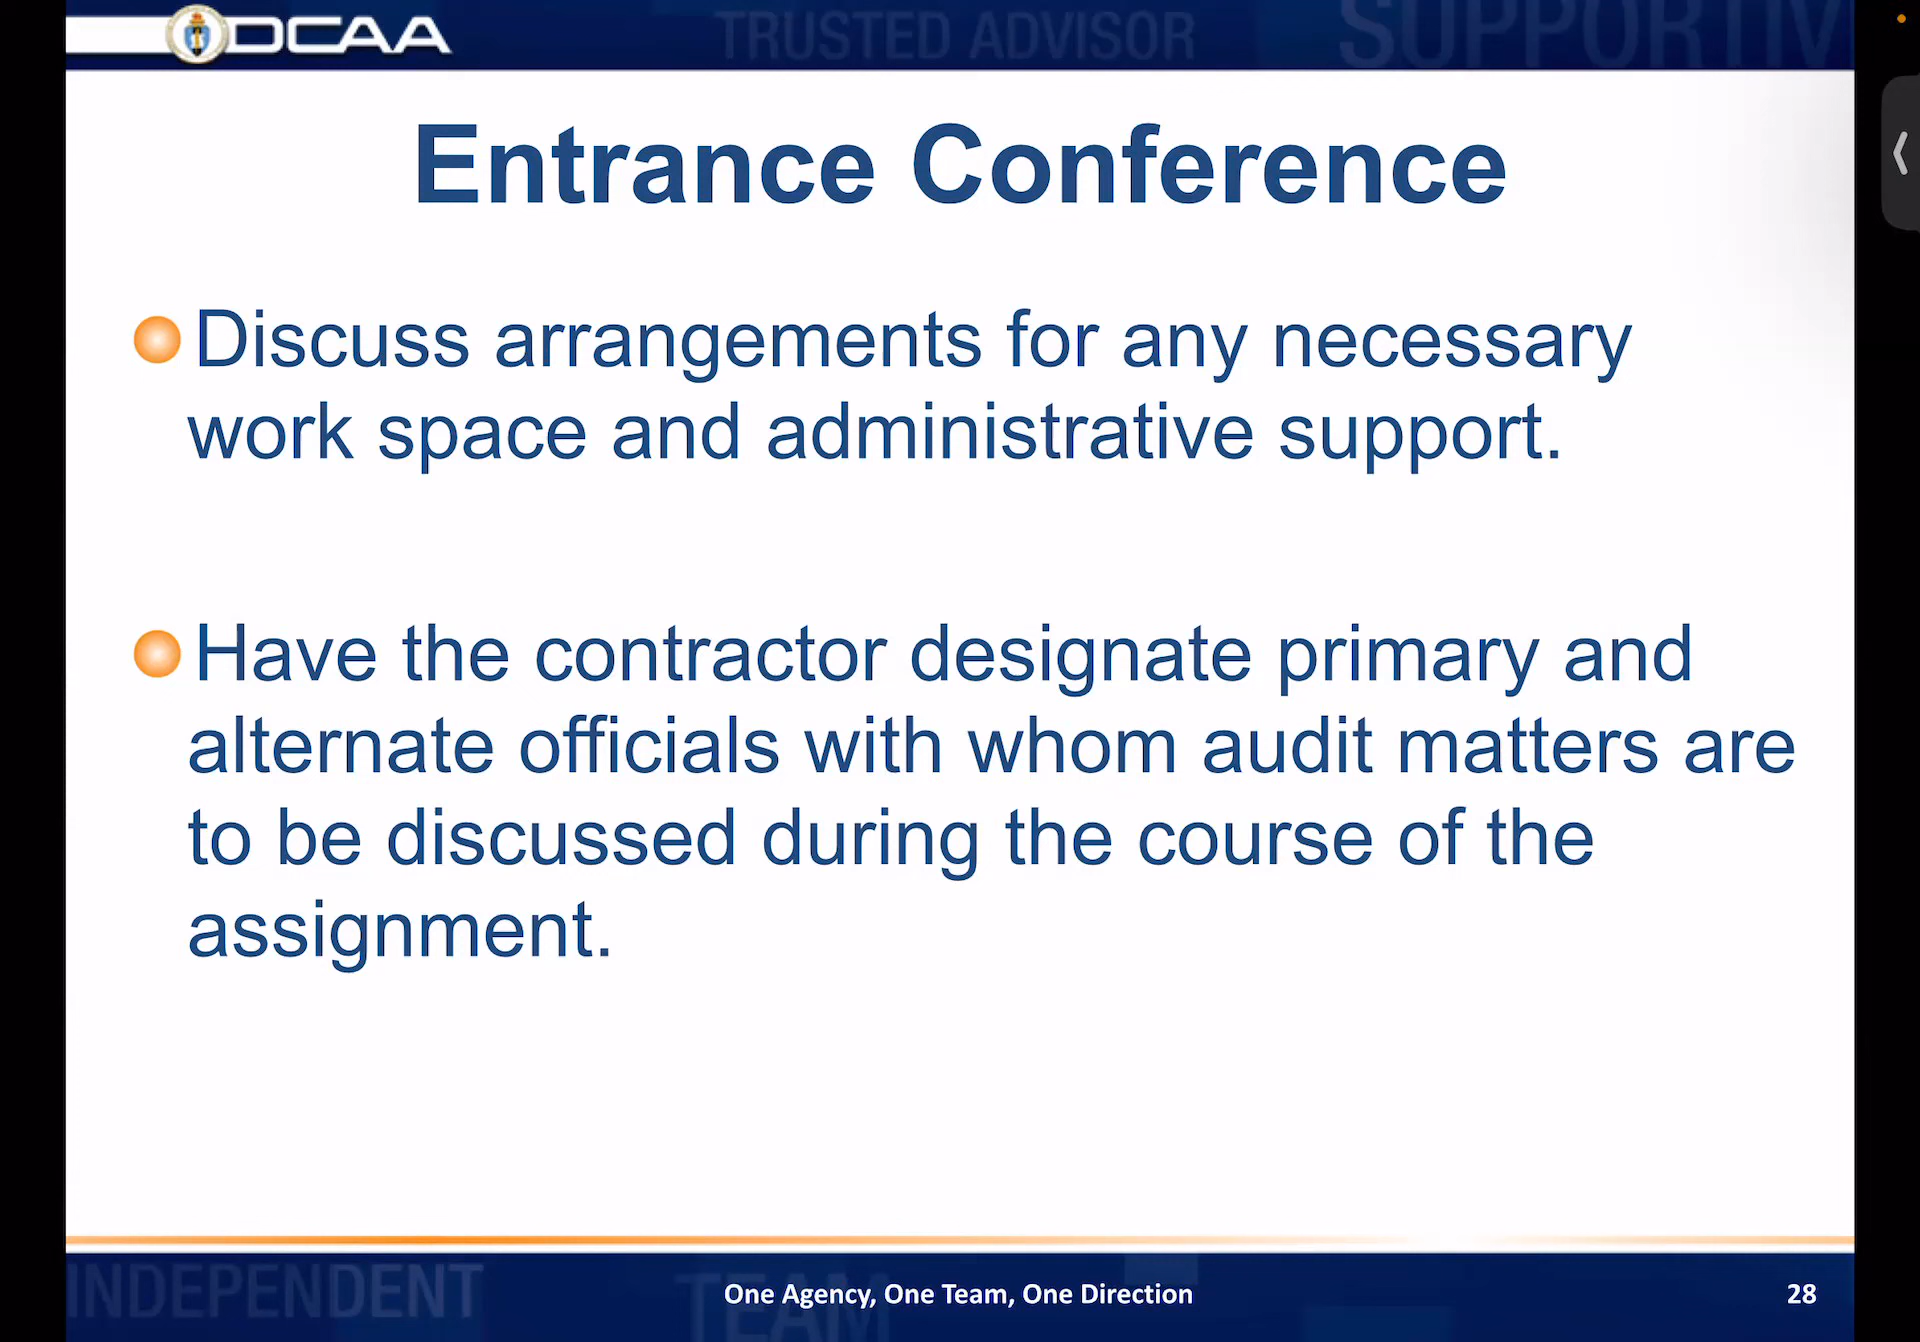 DCAA
TRUSTED ADVISOR
SUPPORTIV
Entrance Conference
Discuss arrangements for any necessary
work space and administrative support.
Have the contractor designate primary and
alternate officials with whom audit matters are
to be discussed during the course of the
assignment.
INDEPENDENT
TEAM
One Agency, One Team, One Direction
28